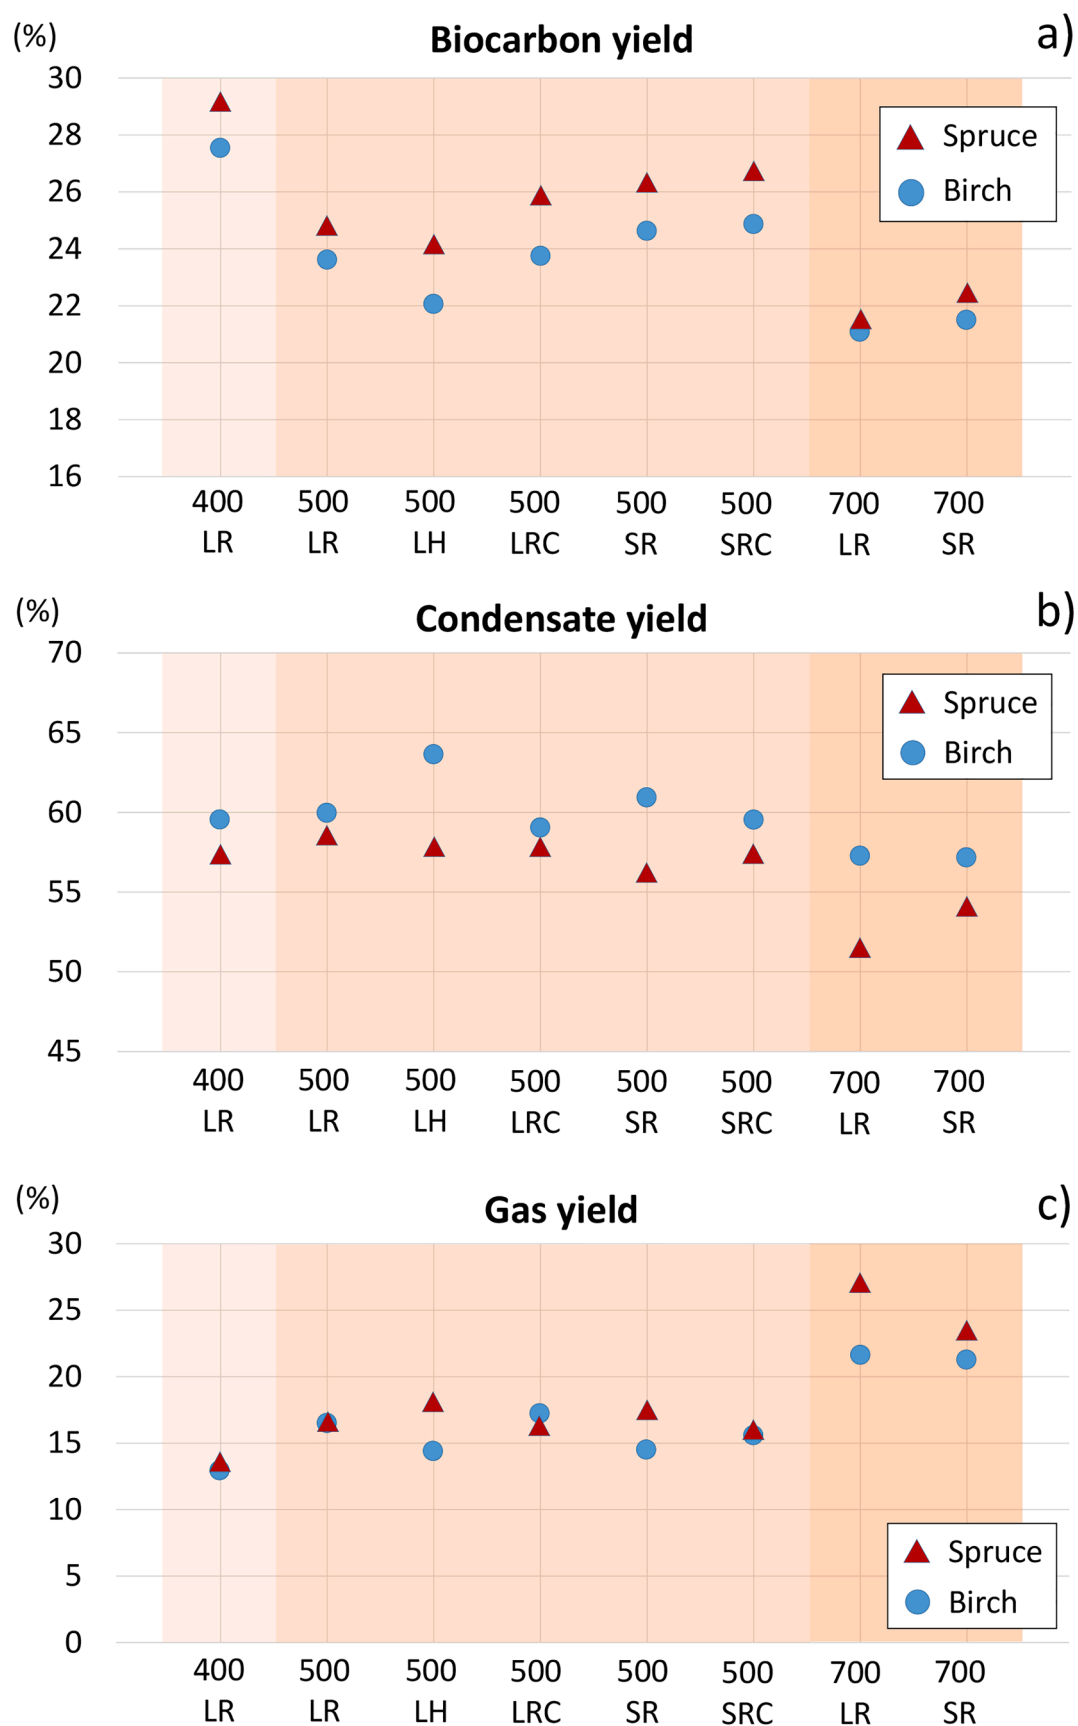 (%)
Biocarbon yield
a)
30
28
26
24
22
20
18
16
Spruce
Birch
400 500 500 500 500 500 700 700
LR LR LH LRC SR SRC LR SR
(%)
Condensate yield
b)
70
65
60
55
50
45
Spruce
Birch
400 500 500 500 500 500 700 700
LR LR LH LRC SR SRC LR SR
(%)
Gas yield
c)
30
25
20
15
10
5
0
Spruce
Birch
400 500 500 500 500 500 700 700
LR LR LH LRC SR SRC LR SR